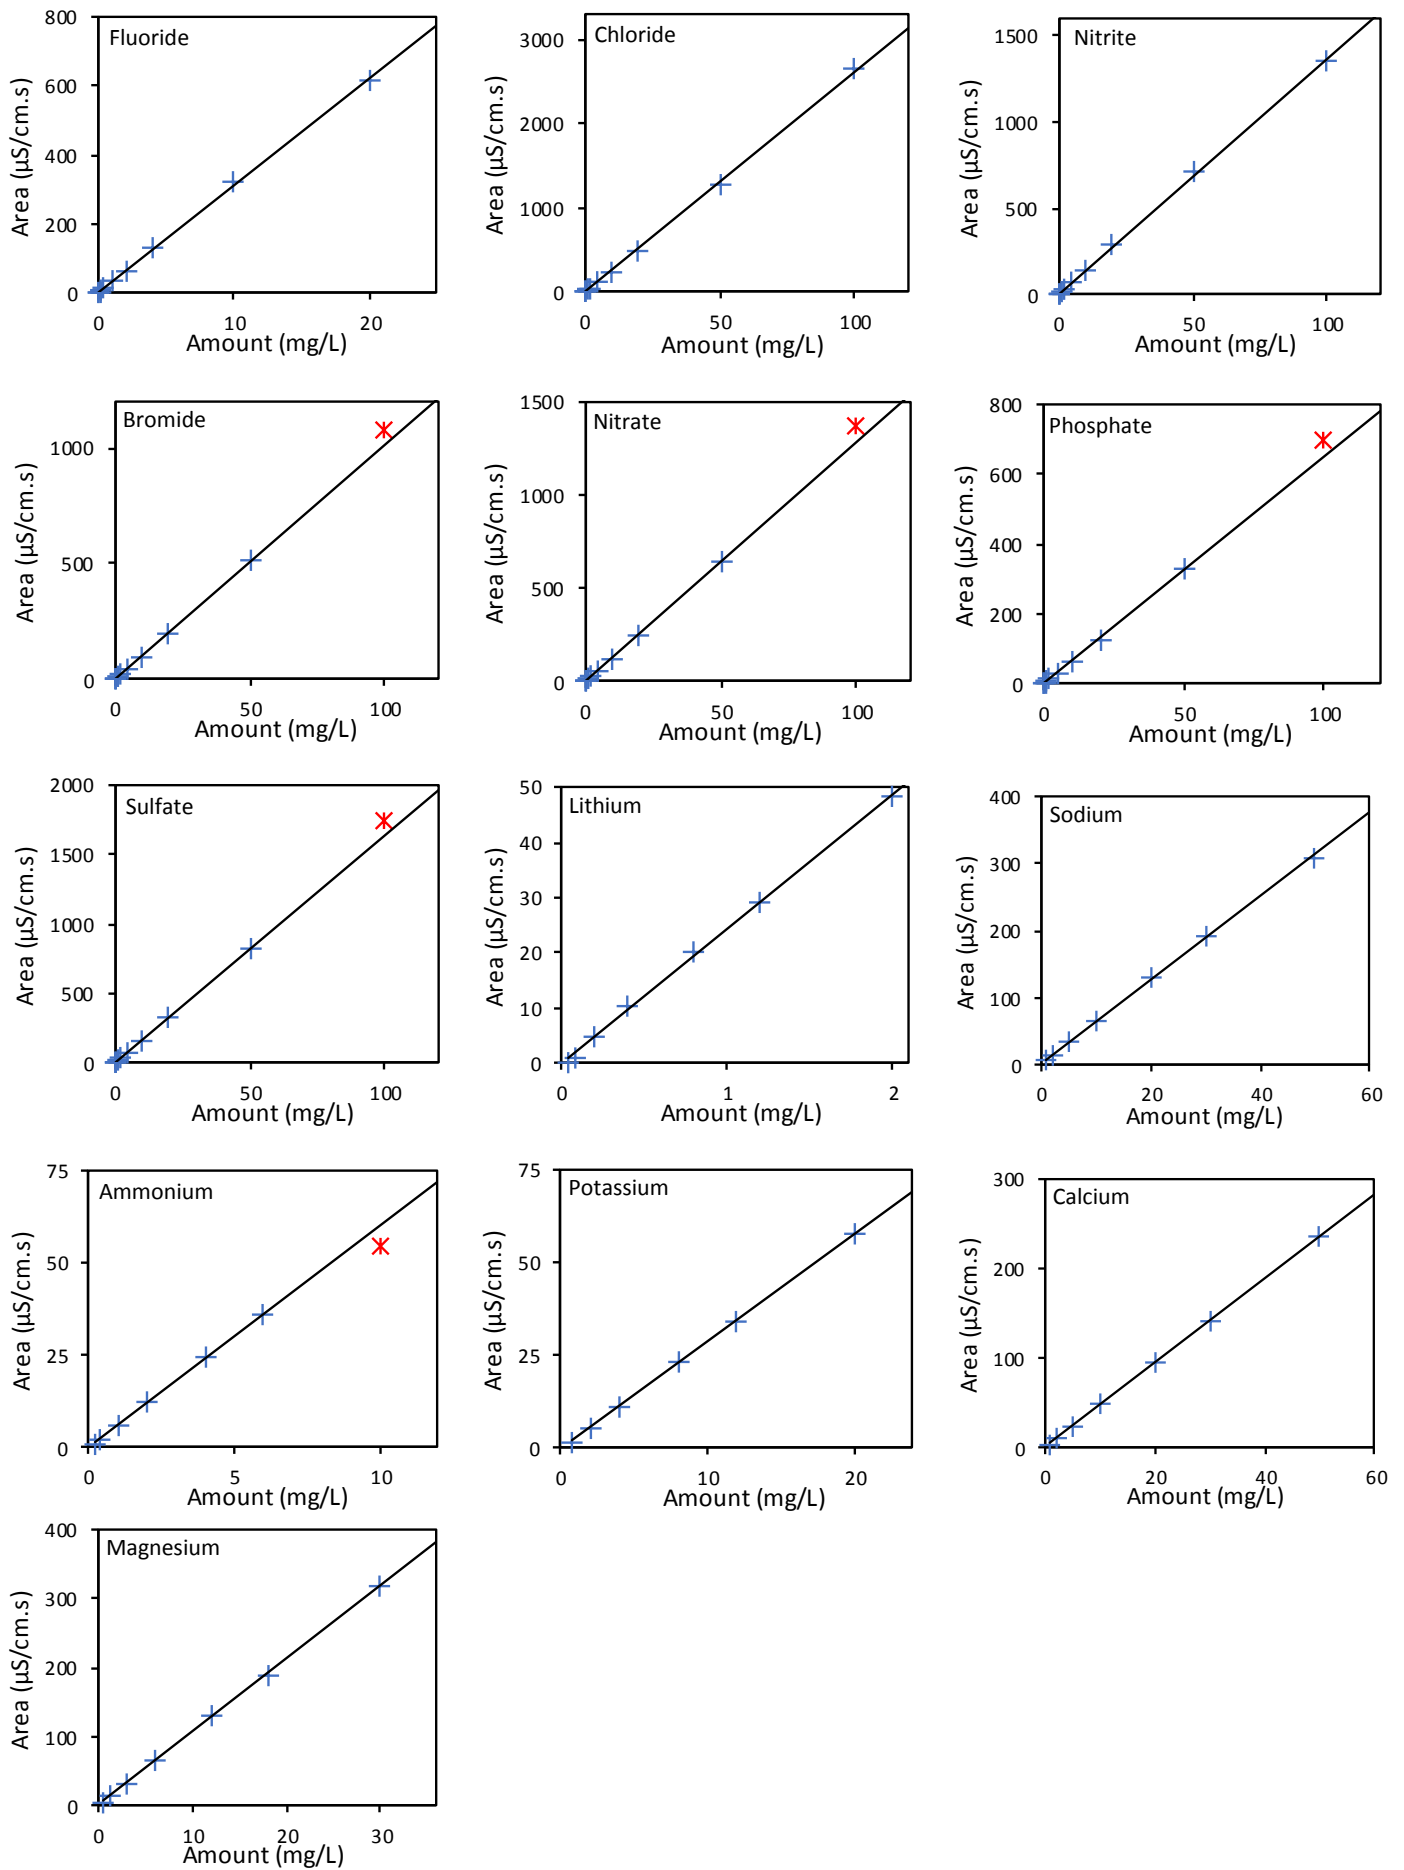 Fluoride
Area (µS/cm.s)
800
600
400
200
0
0 10 20
Amount (mg/L)
Chloride
Area (µS/cm.s)
3000
2000
1000
0
0 50 100
Amount (mg/L)
Nitrite
Area (µS/cm.s)
1500
1000
500
0
0 50 100
Amount (mg/L)
Bromide
Area (µS/cm.s)
1000
500
0
0 50 100
Amount (mg/L)
Nitrate
Area (µS/cm.s)
1500
1000
500
0
0 50 100
Amount (mg/L)
Phosphate
Area (µS/cm.s)
800
600
400
200
0
0 50 100
Amount (mg/L)
Sulfate
Area (µS/cm.s)
2000
1500
1000
500
0
0 50 100
Amount (mg/L)
Lithium
Area (µS/cm.s)
50
40
30
20
10
0
0 1 2
Amount (mg/L)
Sodium
Area (µS/cm.s)
400
300
200
100
0
0 20 40 60
Amount (mg/L)
Ammonium
Area (µS/cm.s)
75
50
25
0
0 5 10
Amount (mg/L)
Potassium
Area (µS/cm.s)
75
50
25
0
0 10 20
Amount (mg/L)
Calcium
Area (µS/cm.s)
300
200
100
0
0 20 40 60
Amount (mg/L)
Magnesium
Area (µS/cm.s)
400
300
200
100
0
0 10 20 30
Amount (mg/L)